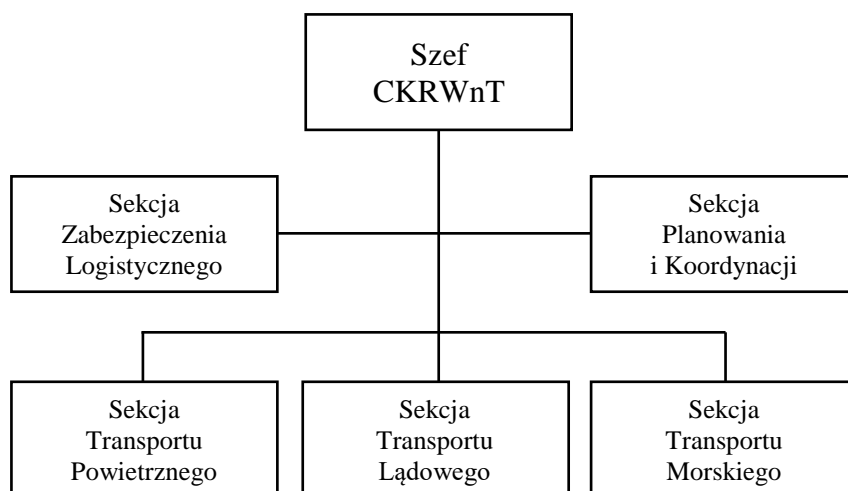 Szef
CKRWnT
Sekcja
Zabezpieczenia
Logistycznego
Sekcja
Planowania
i Koordynacji
Sekcja
Transportu
Powietrznego
Sekcja
Transportu
Lądowego
Sekcja
Transportu
Morskiego